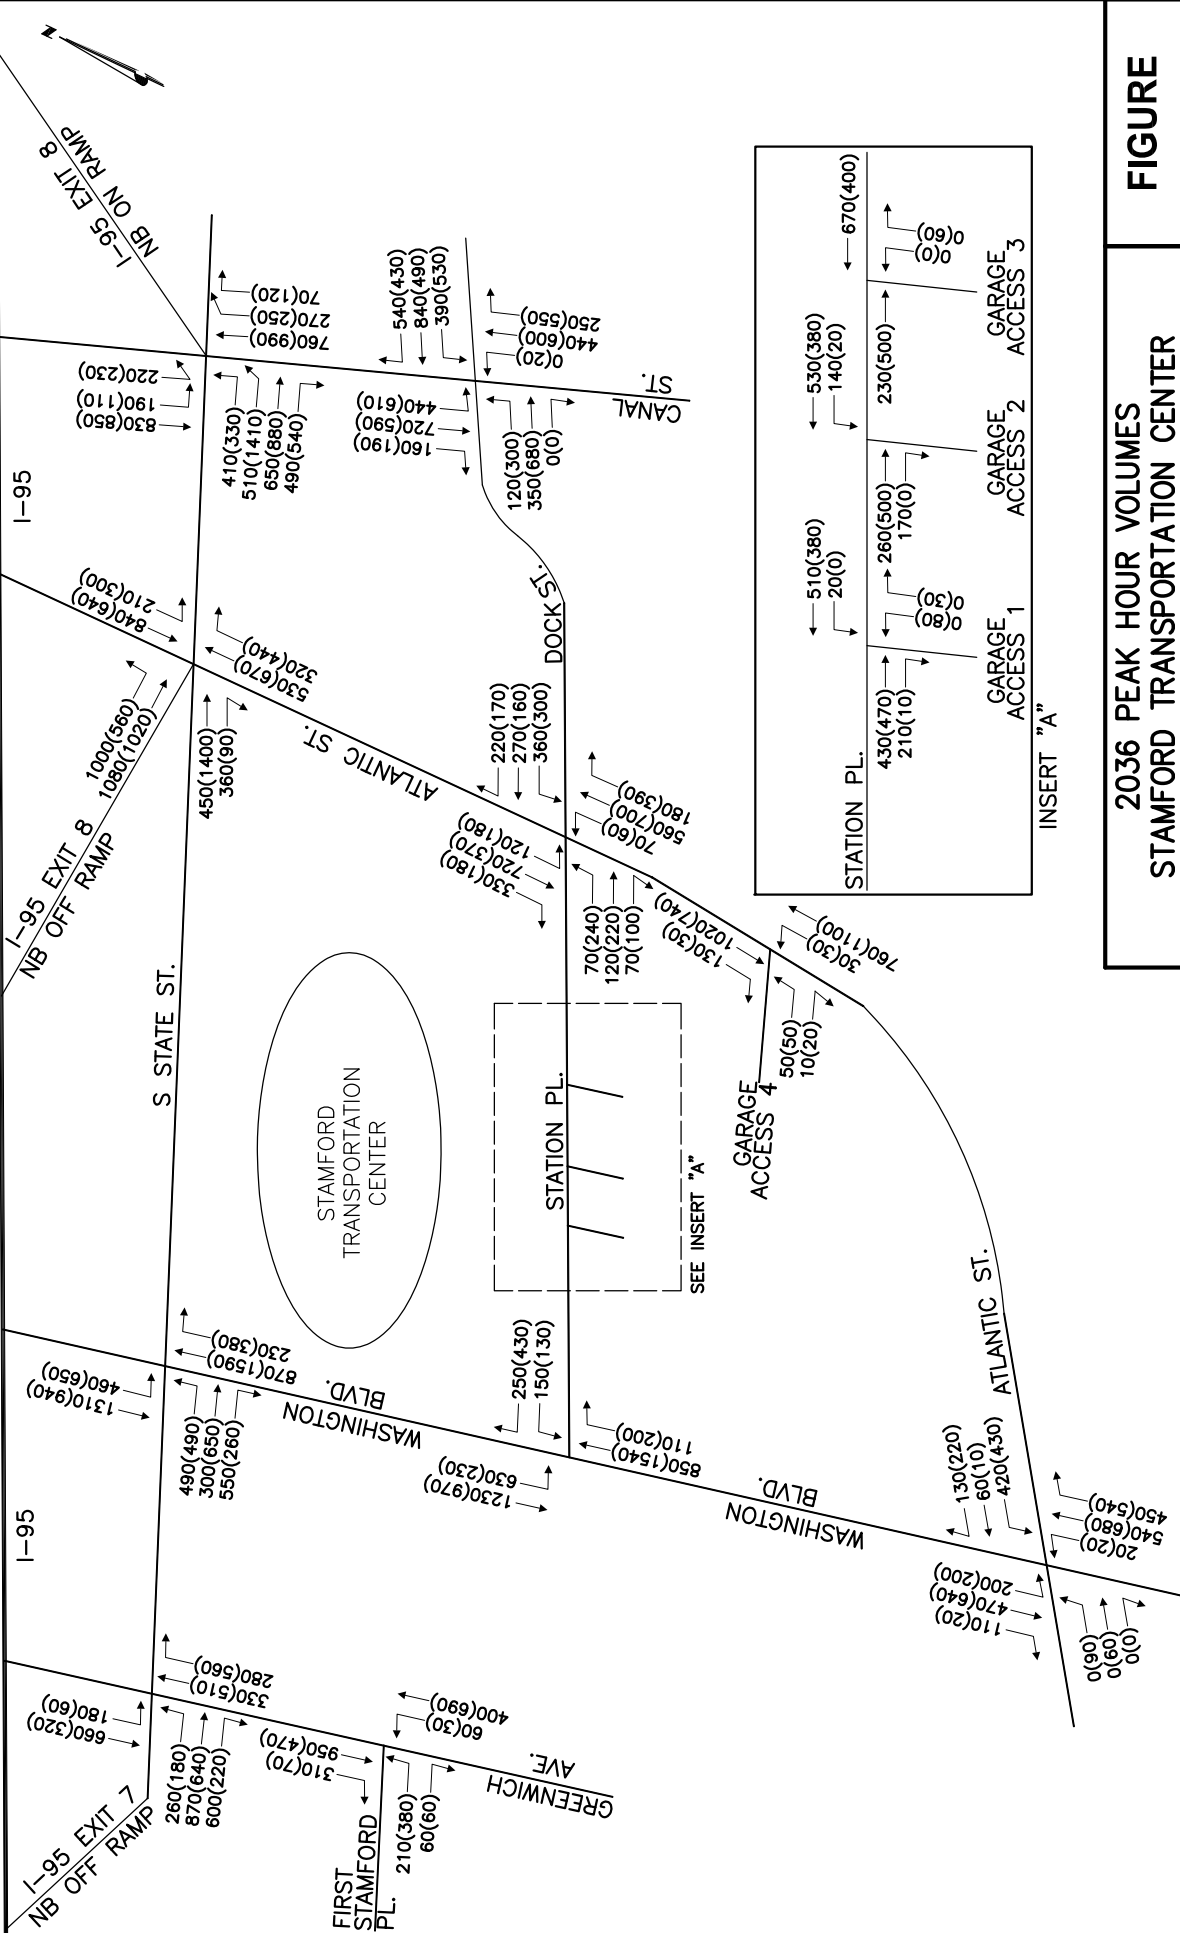 Z
I-95 EXIT 8
NB ON RAMP
I-95
220(230)
190(110)
830(850)
70(120)
270(250)
760(990)
410(330)
510(1410)
650(880)
490(540)
540(430)
840(490)
390(530)
440(610)
720(590)
160(190)
250(550)
440(600)
0(20)
120(300)
350(680)
0(0)
CANAL
ST.
DOCK ST.
I-95 EXIT 8
NB OFF RAMP
210(300)
840(640)
1000(560)
1080(1020)
320(440)
530(670)
450(1400)
360(90)
ATLANTIC ST.
220(170)
270(160)
360(300)
120(180)
720(370)
330(180)
180(390)
560(700)
70(60)
70(240)
120(220)
70(100)
S STATE ST.
STAMFORD
TRANSPORTATION
CENTER
STATION PL.
SEE INSERT "A"
1020(740)
130(30)
760(1100)
30(30)
50(50)
10(20)
GARAGE
ACCESS 4
ATLANTIC ST.
I-95
460(650)
1310(940)
230(380)
870(1590)
490(490)
300(650)
550(260)
WASHINGTON
BLVD.
250(430)
150(130)
630(230)
1230(970)
110(200)
850(1540)
WASHINGTON
BLVD.
130(220)
60(10)
420(430)
200(200)
470(640)
110(20)
450(540)
540(680)
20(20)
0(90)
0(60)
0(0)
I-95 EXIT 7
NB OFF RAMP
180(60)
660(320)
280(560)
330(510)
260(180)
870(640)
600(220)
950(470)
310(70)
400(690)
60(30)
210(380)
60(60)
FIRST
STAMFORD
PL.
GREENWICH
AVE.
STATION PL.
670(400)
530(380)
140(20)
510(380)
20(0)
430(470)
210(10)
0(30)
0(80)
260(500)
170(0)
230(500)
0(60)
0(0)
GARAGE
ACCESS 1
GARAGE
ACCESS 2
GARAGE
ACCESS 3
INSERT "A"
2036 PEAK HOUR VOLUMES
STAMFORD TRANSPORTATION CENTER
FIGURE